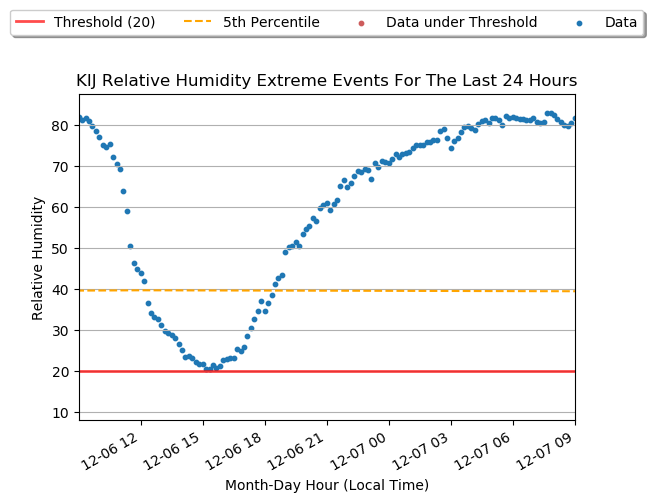 Threshold (20) 5th Percentile Data under Threshold Data
KIJ Relative Humidity Extreme Events For The Last 24 Hours
Relative Humidity
80
70
60
50
40
30
20
10
12-06 12 12-06 15 12-06 18 12-06 21 12-07 00 12-07 03 12-07 06 12-07 09
Month-Day Hour (Local Time)